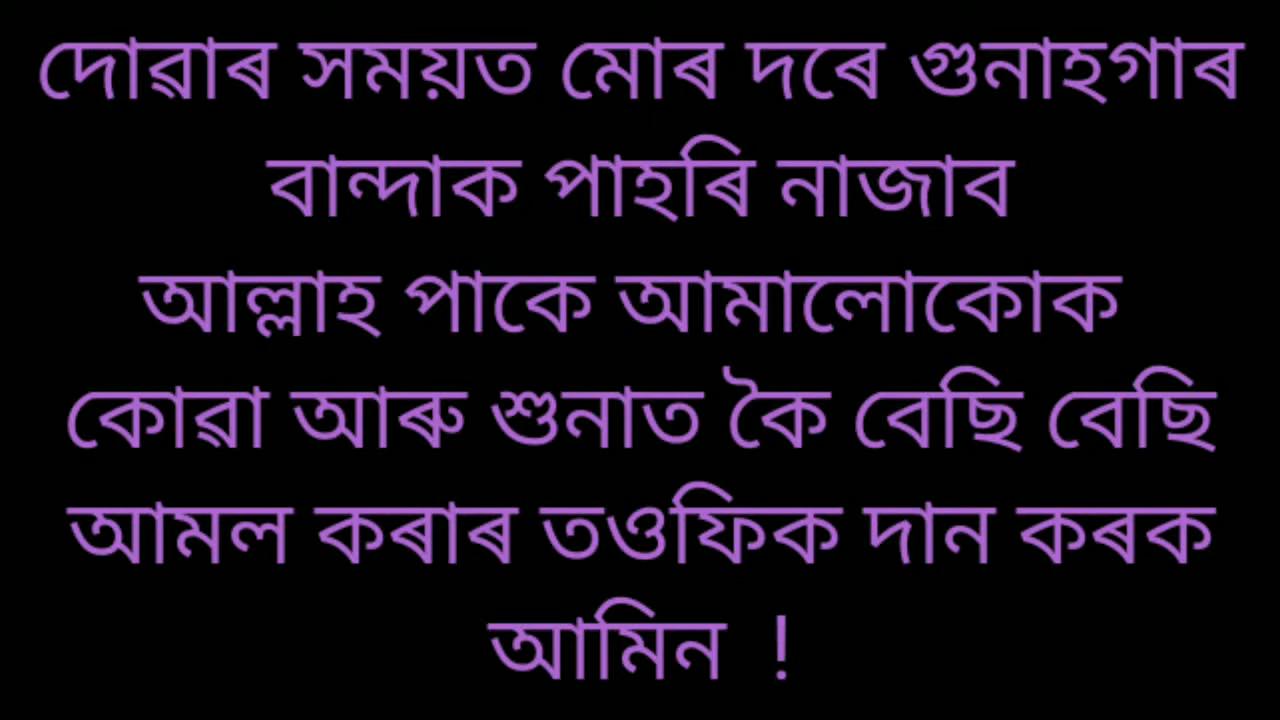 দোৱাৰ সময়ত মোৰ দৰে গুনাহগাৰ
বান্দাক পাহৰি নাজাব
আল্লাহ পাকে আমালোকোক
কোৱা আৰু শুনাত কৈ বেছি বেছি
আমল কৰাৰ তওফিক দান কৰক
আমিন !